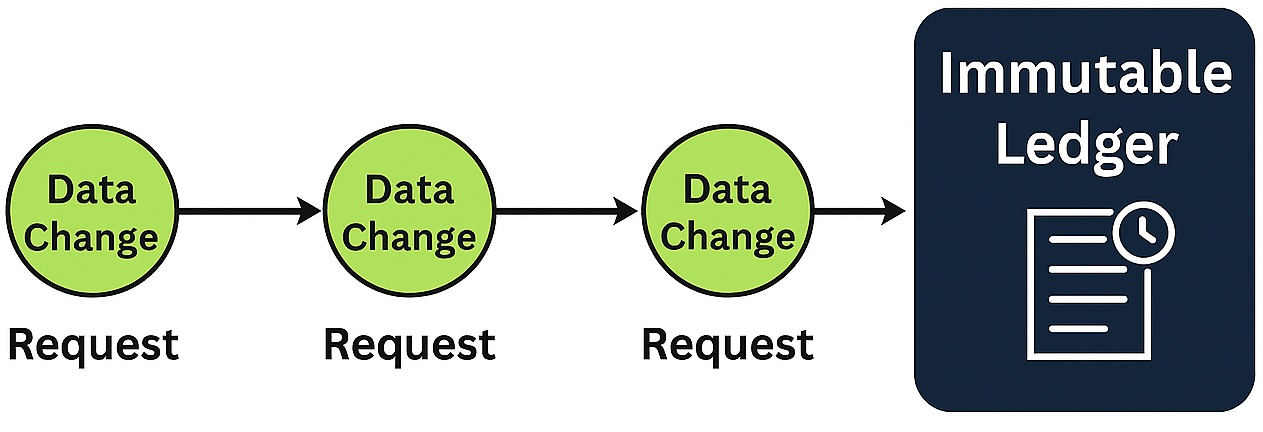 Data
Change
Request
Data
Change
Request
Data
Change
Request
Immutable
Ledger